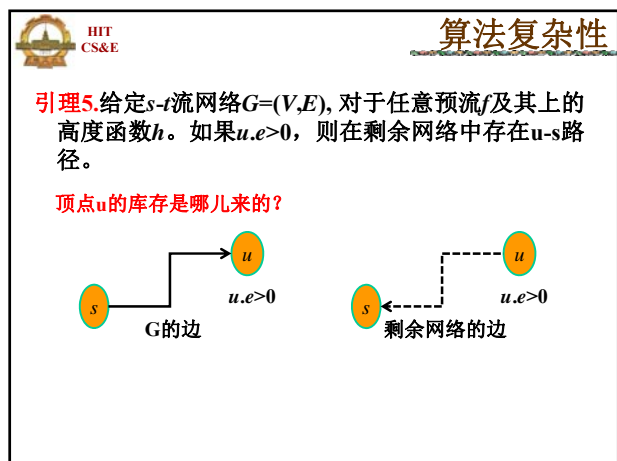 HIT
CS&E
算法复杂性
引理5.给定s-t流网络G=(V,E), 对于任意预流f及其上的
高度函数h。如果u.e>0，则在剩余网络中存在u-s路
径。
顶点u的库存是哪儿来的?
u
u
s
u.e>0
s
u.e>0
G的边
剩余网络的边